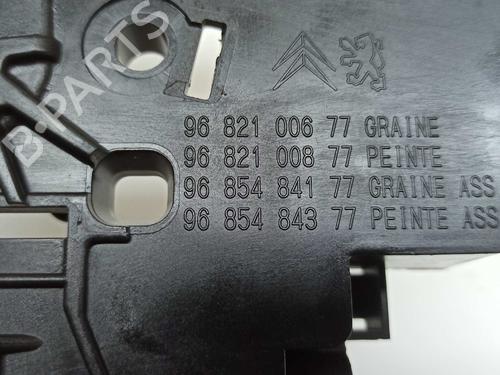 B-PARTS
96 821 006 77 GRAINE
96 821 008 77 PEINTE
96 854 841 77 GRAINE ASS
96 854 843 77 PEINTE ASS